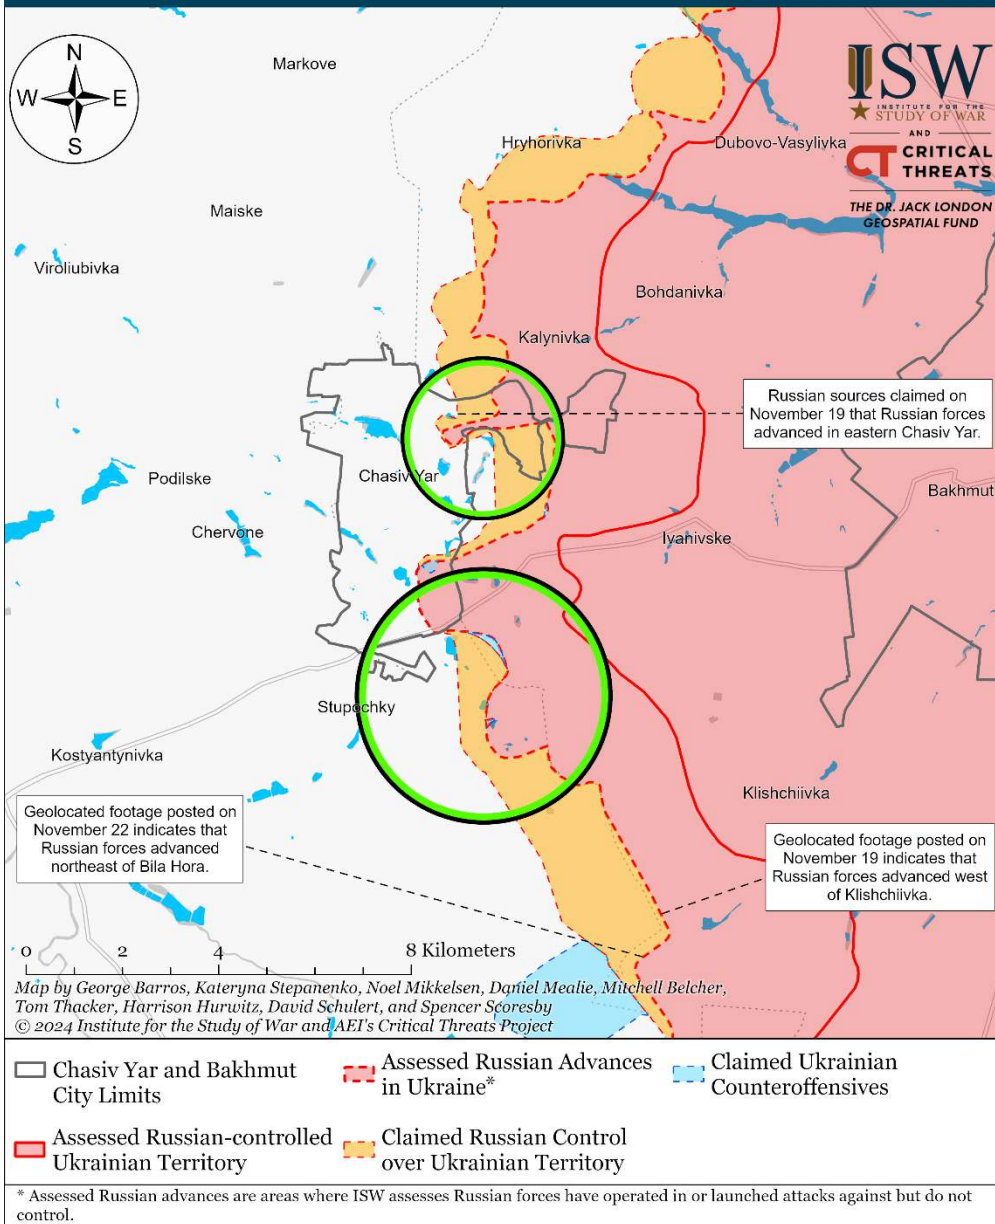 N
W E
S
Markove
ISW
INSTITUTE FOR THE
STUDY OF WAR
AND
CT CRITICAL
THREATS
THE DR. JACK LONDON
GEOSPATIAL FUND
Hryhorivka
Dubovo-Vasylivka
Maiske
Viroliubivka
Bohdanivka
Kalynivka
Russian sources claimed on
November 19 that Russian forces
advanced in eastern Chasiv Yar.
Chasiv Yar
Podilske
Bakhmut
Chervone
Ivanivske
Stupochky
Kostyantynivka
Klishchiivka
Geolocated footage posted on
November 22 indicates that
Russian forces advanced
northeast of Bila Hora.
Geolocated footage posted on
November 19 indicates that
Russian forces advanced west
of Klishchiivka.
0 2 4 8 Kilometers
Map by George Barros, Kateryna Stepanenko, Noel Mikkelsen, Daniel Mealie, Mitchell Belcher,
Tom Thacker, Harrison Hurwitz, David Schulert, and Spencer Scoresby
© 2024 Institute for the Study of War and AEI's Critical Threats Project
Chasiv Yar and Bakhmut
City Limits
Assessed Russian Advances
in Ukraine*
Claimed Ukrainian
Counteroffensives
Assessed Russian-controlled
Ukrainian Territory
Claimed Russian Control
over Ukrainian Territory
* Assessed Russian advances are areas where ISW assesses Russian forces have operated in or launched attacks against but do not
control.